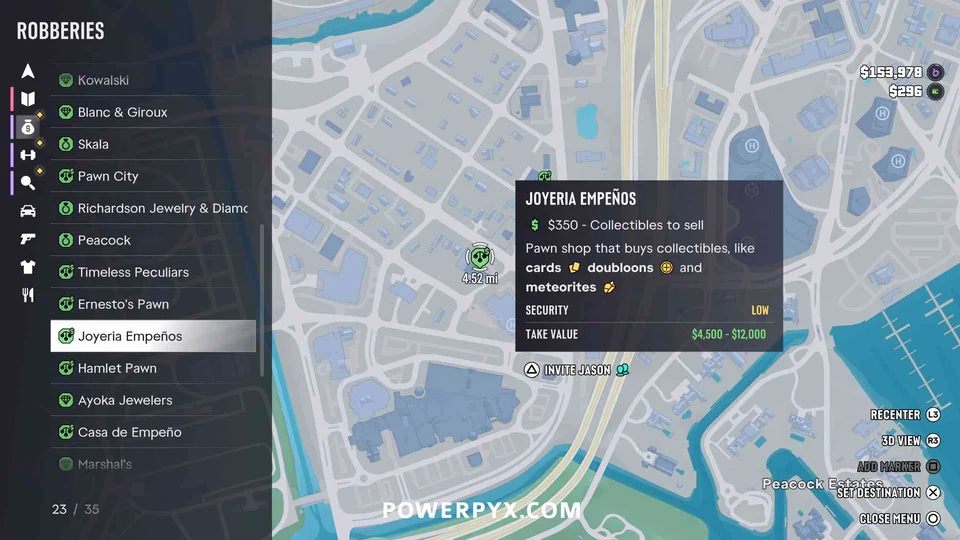 ROBBERIES
Kowalski
Blanc & Giroux
Skala
Pawn City
Richardson Jewelry & Diamo
Peacock
Timeless Peculiars
Ernesto's Pawn
Joyeria Empeños
Hamlet Pawn
Ayoka Jewelers
Casa de Empeño
Marshal's
23 / 35
4.52 mi
JOYERIA EMPEÑOS
$ $350 - Collectibles to sell
Pawn shop that buys collectibles, like
cards doubloons and
meteorites
SECURITY LOW
TAKE VALUE $4,500 - $12,000
INVITE JASON
$153,978
$296
H
H
H
H
RECENTER L3
3D VIEW R3
ADD MARKER
Peacock Estates
SET DESTINATION
CLOSE MENU
POWERPYX.COM